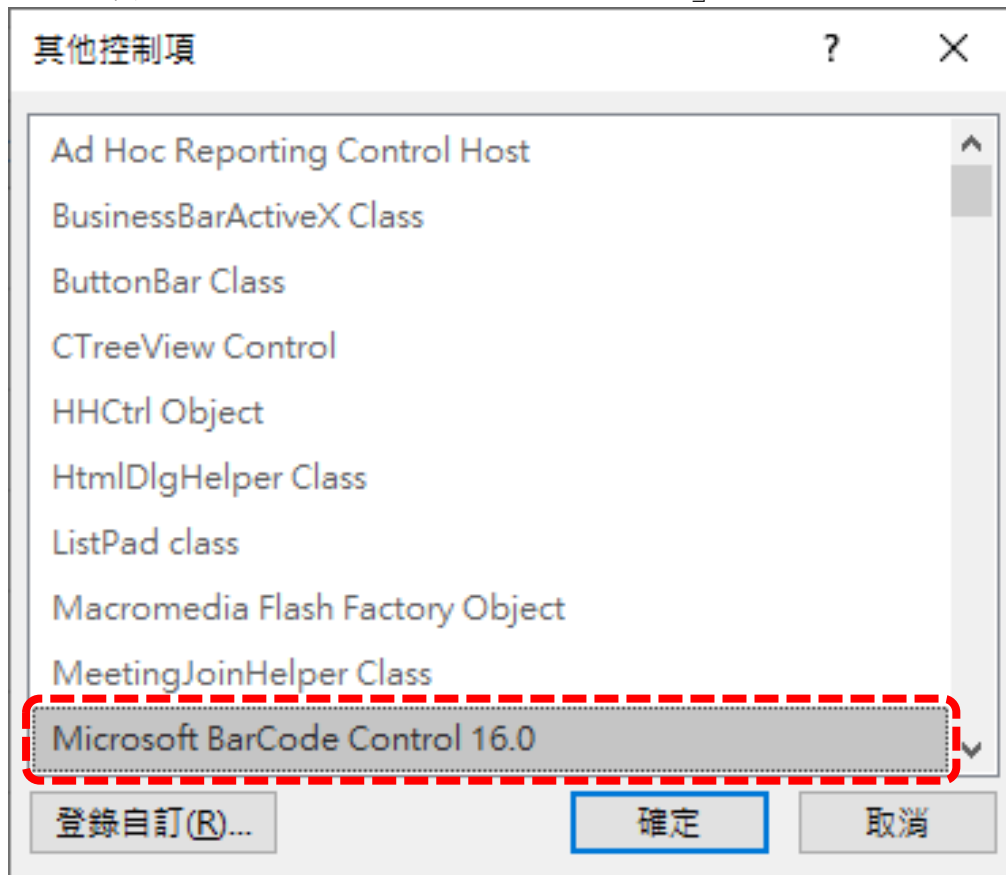 其他控制項 ?
Ad Hoc Reporting Control Host
BusinessBarActiveX Class
ButtonBar Class
CTreeView Control
HHCtrl Object
HtmlDlgHelper Class
ListPad class
Macromedia Flash Factory Object
MeetingJoinHelper Class
Microsoft BarCode Control 16.0
登錄自訂(R)... 確定 取消